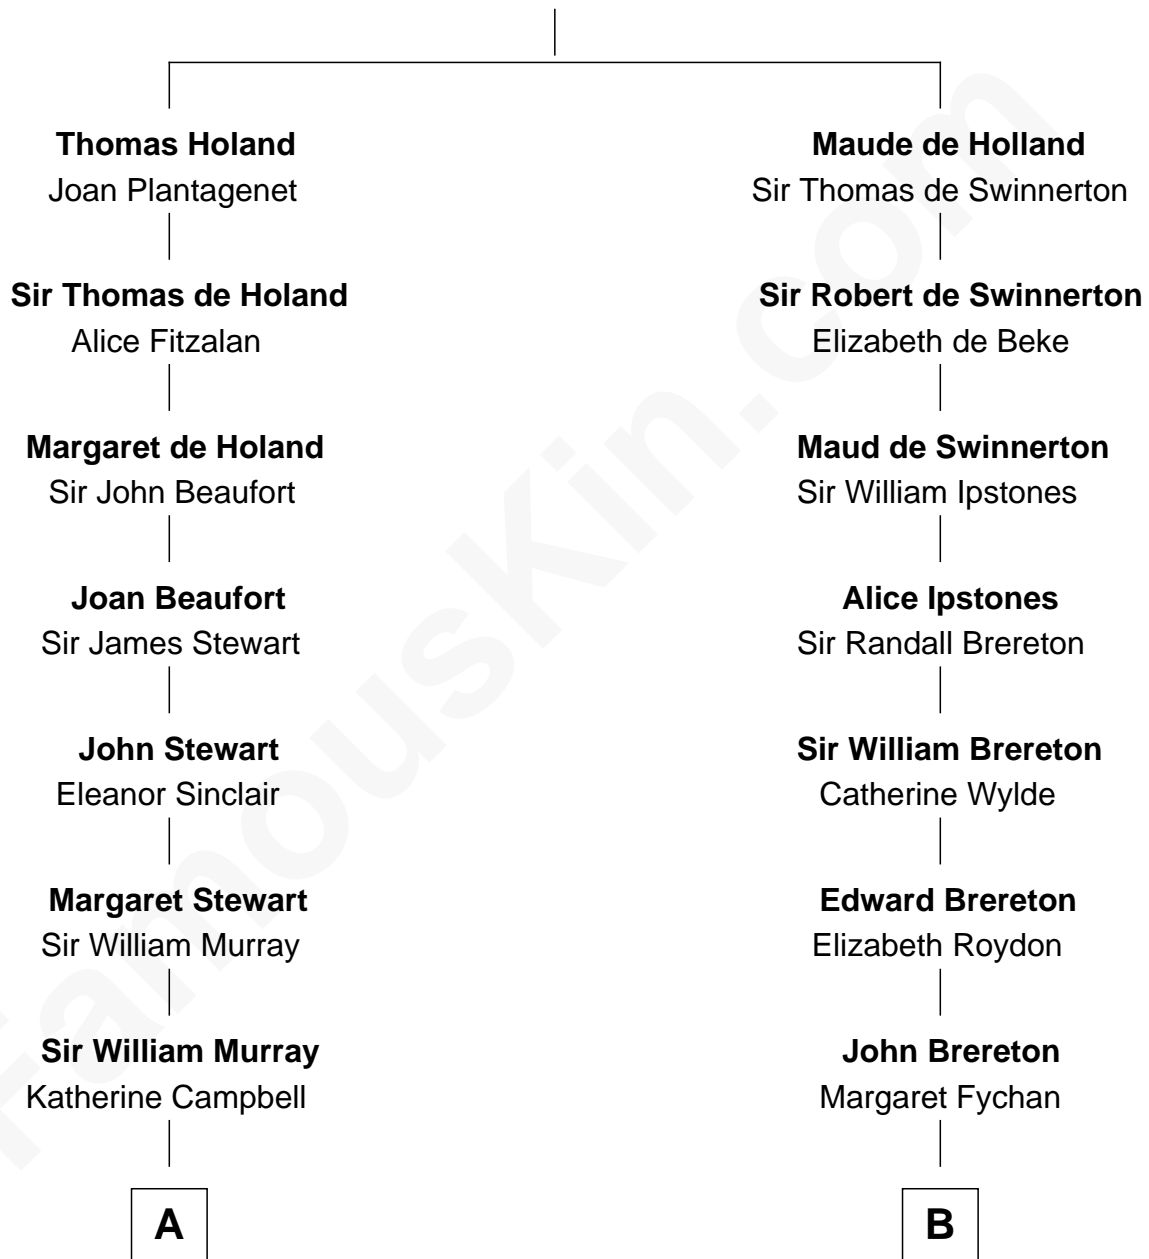 Thomas Holand
Joan Plantagenet
Sir Thomas de Holand
Alice Fitzalan
Margaret de Holand
Sir John Beaufort
Joan Beaufort
Sir James Stewart
John Stewart
Eleanor Sinclair
Margaret Stewart
Sir William Murray
Sir William Murray
Katherine Campbell
A
Maude de Holland
Sir Thomas de Swinnerton
Sir Robert de Swinnerton
Elizabeth de Beke
Maud de Swinnerton
Sir William Ipstones
Alice Ipstones
Sir Randall Brereton
Sir William Brereton
Catherine Wylde
Edward Brereton
Elizabeth Roydon
John Brereton
Margaret Fychan
B
FamousKin.com